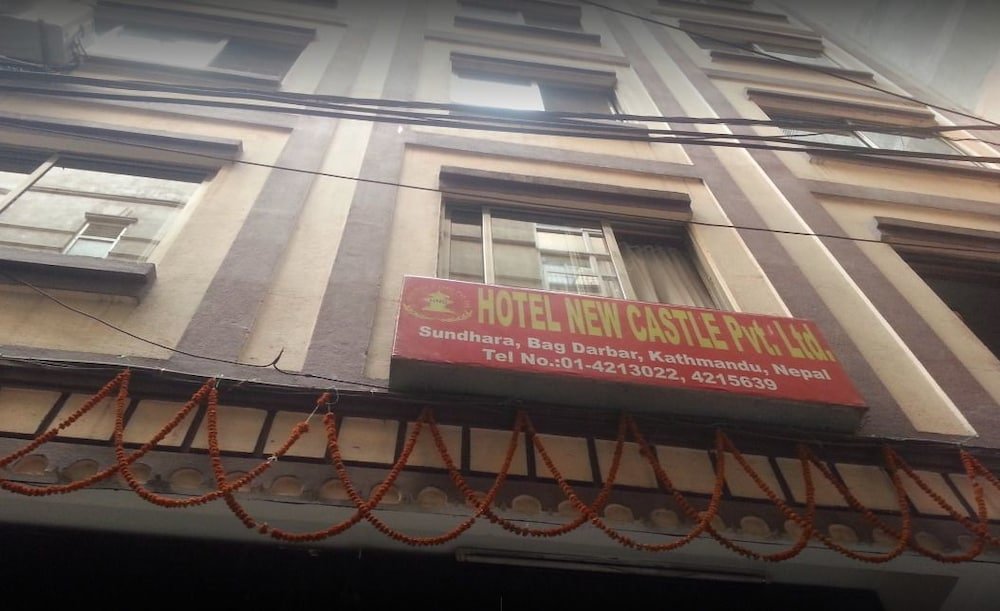 HOTEL NEW CASTLE Pvt. Ltd.
Sundhara, Bag Darbar, Kathmandu, Nepal
Tel No.:01-4213022, 4215639